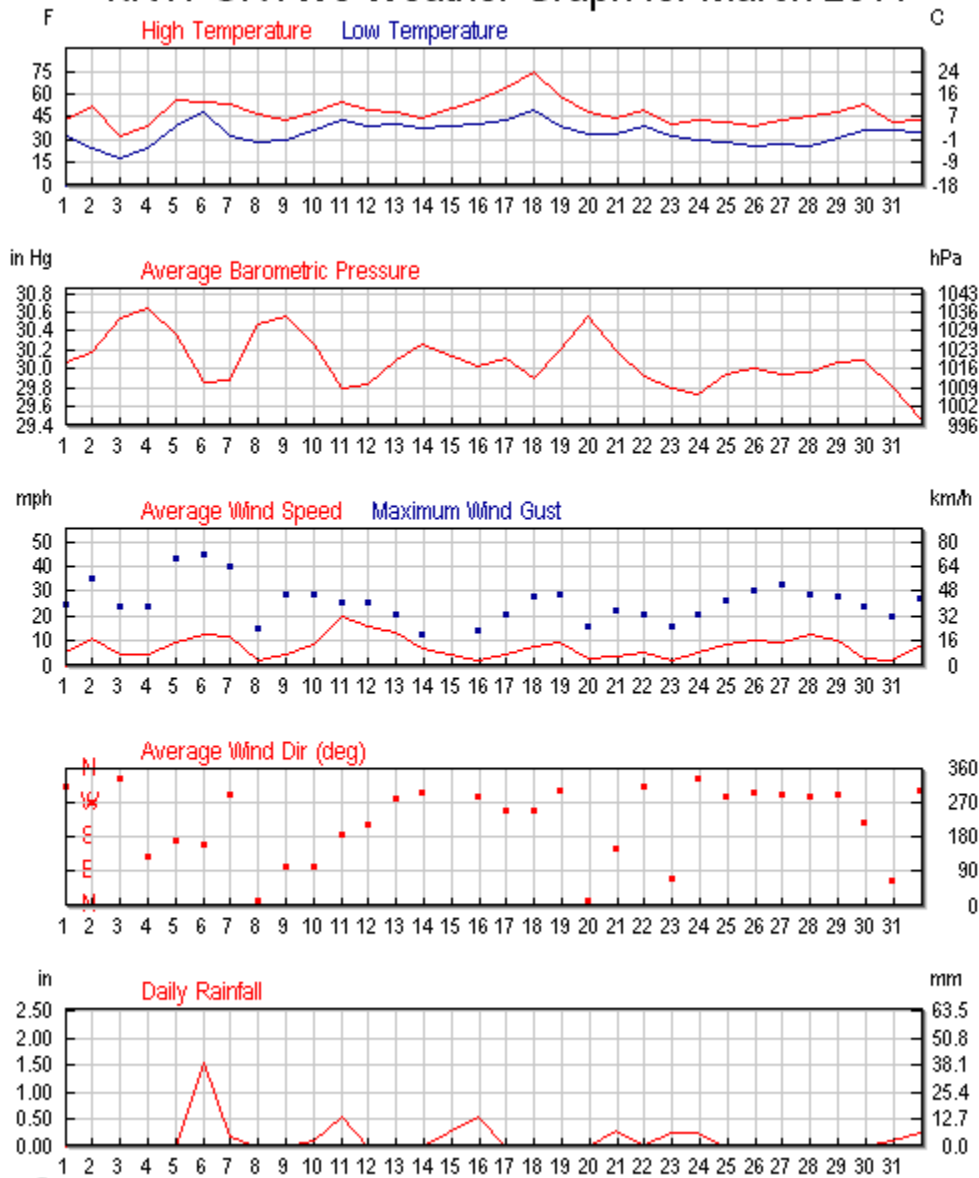 Weather Graph for March 2011
F C
High Temperature Low Temperature
75 24
60 16
45 7
30 -1
15 -9
0 -18
1 2 3 4 5 6 7 8 9 10 11 12 13 14 15 16 17 18 19 20 21 22 23 24 25 26 27 28 29 30 31
in Hg hPa
Average Barometric Pressure
30.8 1043
30.6 1036
30.4 1029
30.2 1023
30.0 1016
29.8 1009
29.6 1002
29.4 996
1 2 3 4 5 6 7 8 9 10 11 12 13 14 15 16 17 18 19 20 21 22 23 24 25 26 27 28 29 30 31
mph km/h
Average Wind Speed Maximum Wind Gust
50 80
40 64
30 48
20 32
10 16
0 0
1 2 3 4 5 6 7 8 9 10 11 12 13 14 15 16 17 18 19 20 21 22 23 24 25 26 27 28 29 30 31
Average Wind Dir (deg)
N 360
W 270
S 180
E 90
N 0
1 2 3 4 5 6 7 8 9 10 11 12 13 14 15 16 17 18 19 20 21 22 23 24 25 26 27 28 29 30 31
in mm
Daily Rainfall
2.50 63.5
2.00 50.8
1.50 38.1
1.00 25.4
0.50 12.7
0.00 0.0
1 2 3 4 5 6 7 8 9 10 11 12 13 14 15 16 17 18 19 20 21 22 23 24 25 26 27 28 29 30 31